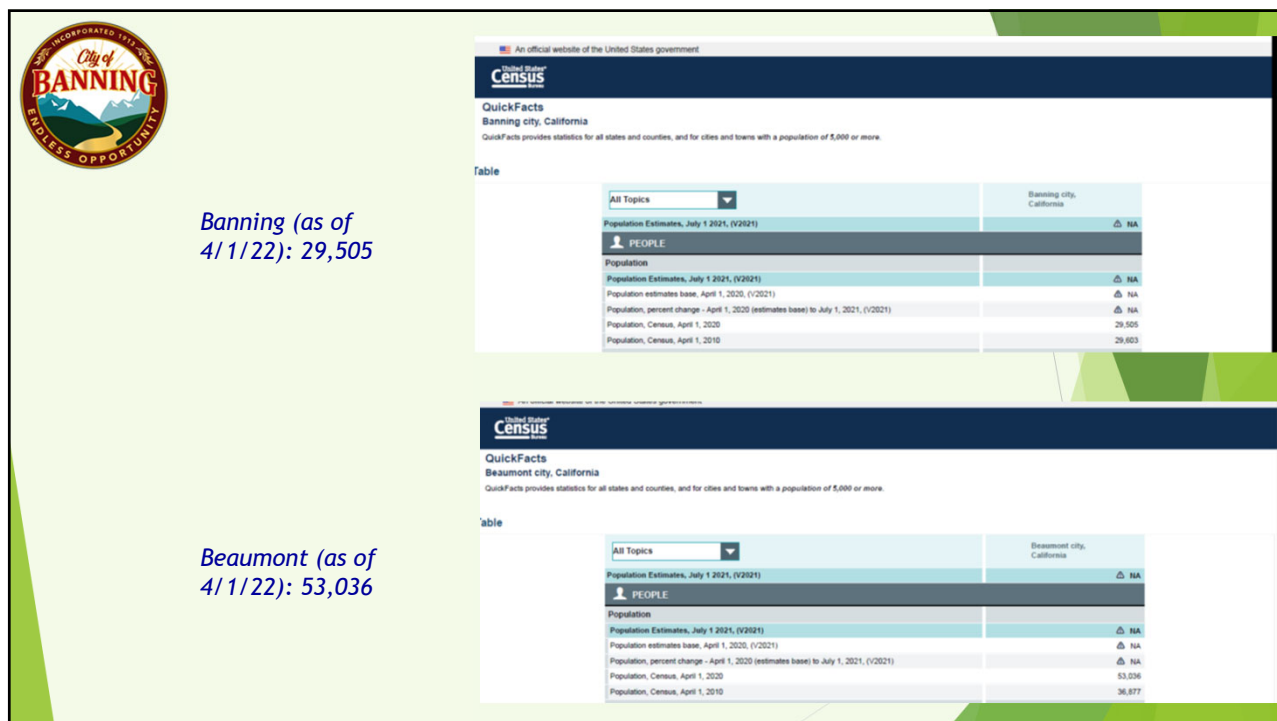 INCORPORATED 1913
City of
BANNING
ENDLESS OPPORTUNITY
Banning (as of
4/1/22): 29,505
An official website of the United States government
United States®
Census
Bureau
QuickFacts
Banning city, California
QuickFacts provides statistics for all states and counties, and for cities and towns with a population of 5,000 or more.
Table
All Topics
Banning city,
California
Population Estimates, July 1 2021, (V2021) NA
PEOPLE
Population
Population Estimates, July 1 2021, (V2021) NA
Population estimates base, April 1, 2020, (V2021) NA
Population, percent change - April 1, 2020 (estimates base) to July 1, 2021, (V2021) NA
Population, Census, April 1, 2020 29,505
Population, Census, April 1, 2010 29,603
Beaumont (as of
4/1/22): 53,036
An official website of the United States government
United States®
Census
Bureau
QuickFacts
Beaumont city, California
QuickFacts provides statistics for all states and counties, and for cities and towns with a population of 5,000 or more.
able
All Topics
Beaumont city,
California
Population Estimates, July 1 2021, (V2021) NA
PEOPLE
Population
Population Estimates, July 1 2021, (V2021) NA
Population estimates base, April 1, 2020, (V2021) NA
Population, percent change - April 1, 2020 (estimates base) to July 1, 2021, (V2021) NA
Population, Census, April 1, 2020 53,036
Population, Census, April 1, 2010 36,877